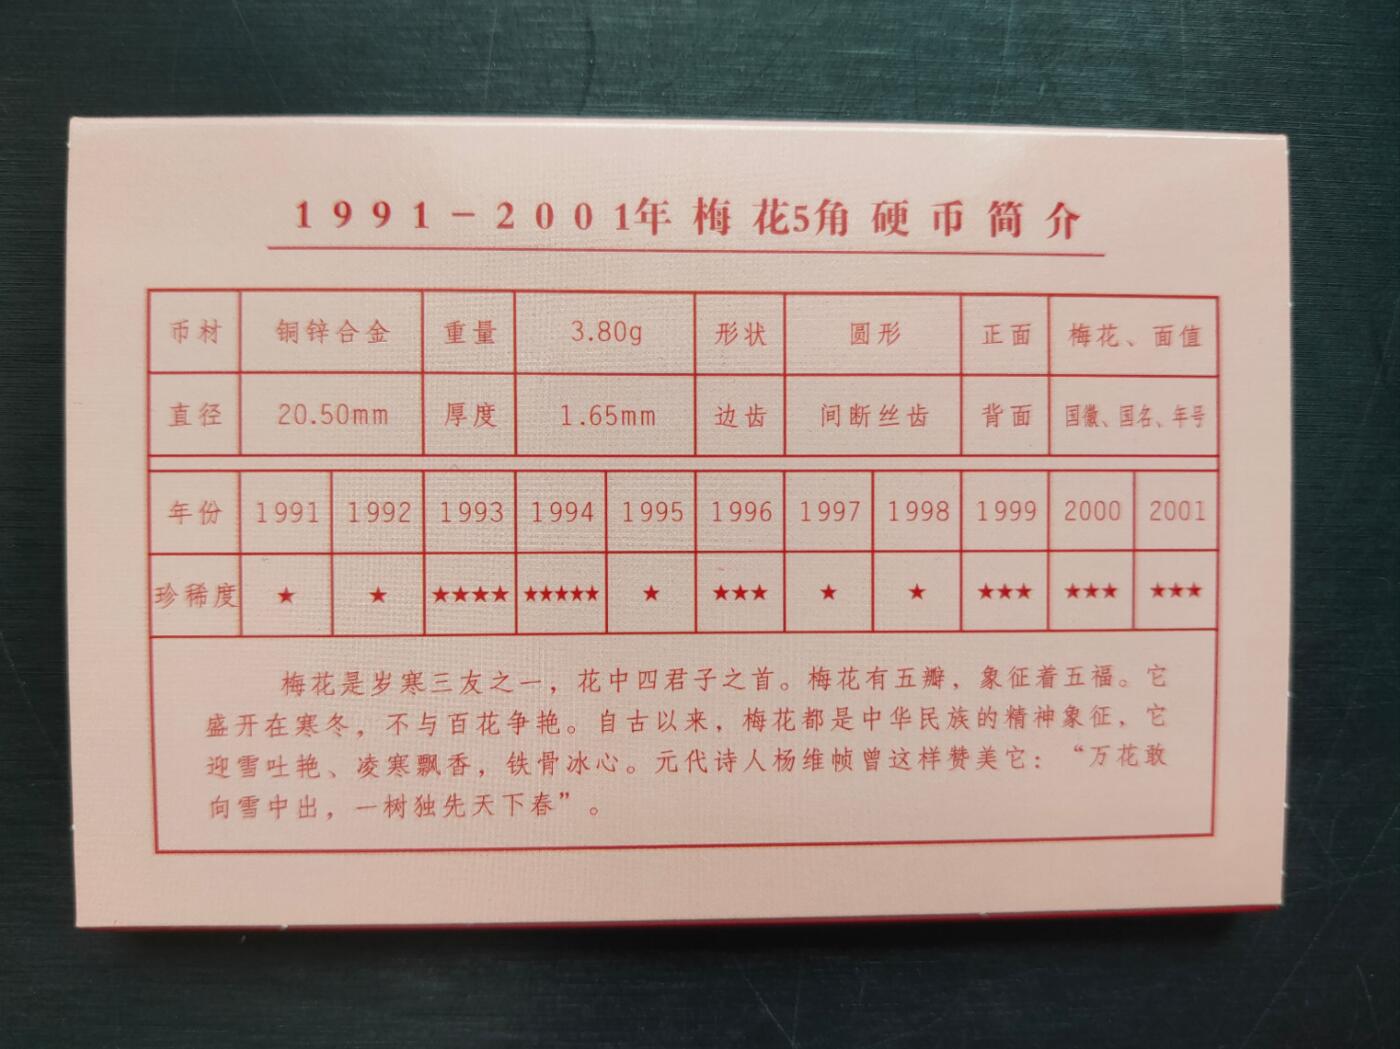 1991-2001年梅花5角硬币简介
币材 铜锌合金 重量 3.80g 形状 圆形 正面 梅花、面值
直径 20.50mm 厚度 1.65mm 边齿 间断丝齿 背面 国徽、国名、年号
年份 1991 1992 1993 1994 1995 1996 1997 1998 1999 2000 2001
珍稀度 ★ ★ ★★★★ ★★★★★ ★ ★★★ ★ ★ ★★★ ★★★ ★★★
梅花是岁寒三友之一，花中四君子之首。梅花有五瓣，象征着五福。它
盛开在寒冬，不与百花争艳。自古以来，梅花都是中华民族的精神象征，它
迎雪吐艳、凌寒飘香，铁骨冰心。元代诗人杨维帧曾这样赞美它：“万花敢
向雪中出，一树独先天下春”。